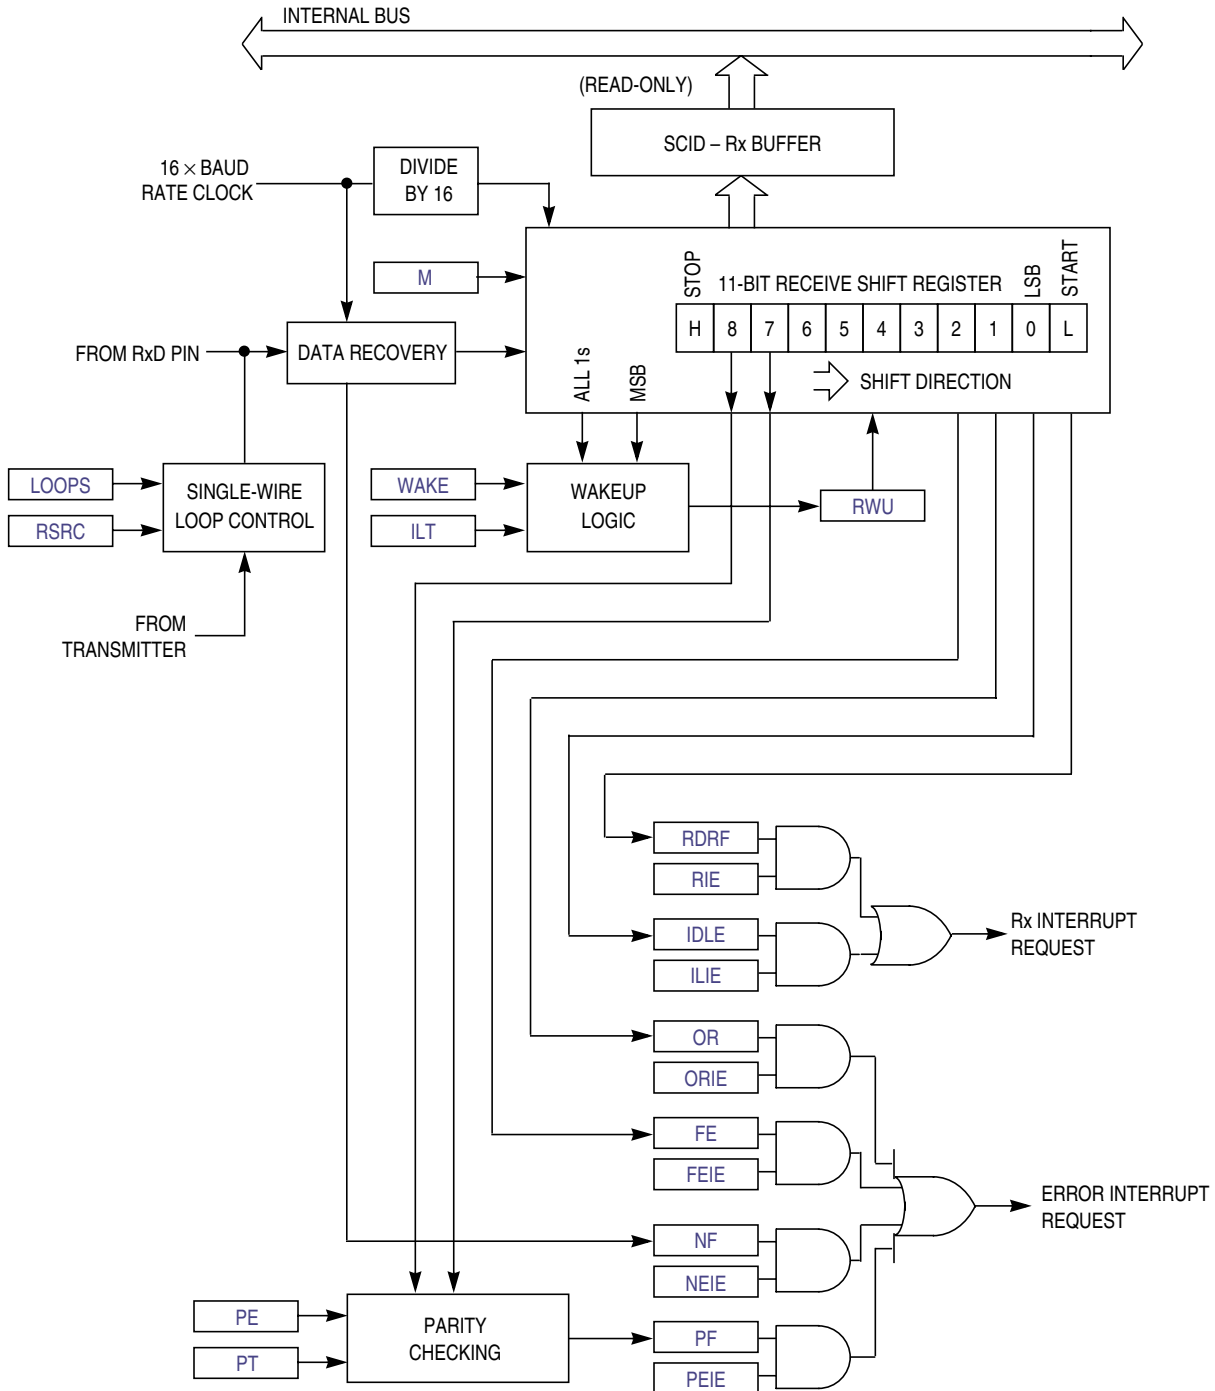 INTERNAL BUS
(READ-ONLY)
SCID – Rx BUFFER
16 × BAUD
RATE CLOCK
DIVIDE
BY 16
M
STOP
11-BIT RECEIVE SHIFT REGISTER
LSB
START
H 8 7 6 5 4 3 2 1 0 L
FROM RxD PIN
DATA RECOVERY
ALL 1s
MSB
SHIFT DIRECTION
LOOPS
RSRC
SINGLE-WIRE
LOOP CONTROL
WAKE
ILT
WAKEUP
LOGIC
RWU
FROM
TRANSMITTER
RDRF
RIE
IDLE
ILIE
Rx INTERRUPT
REQUEST
OR
ORIE
FE
FEIE
ERROR INTERRUPT
REQUEST
NF
NEIE
PE
PT
PARITY
CHECKING
PF
PEIE